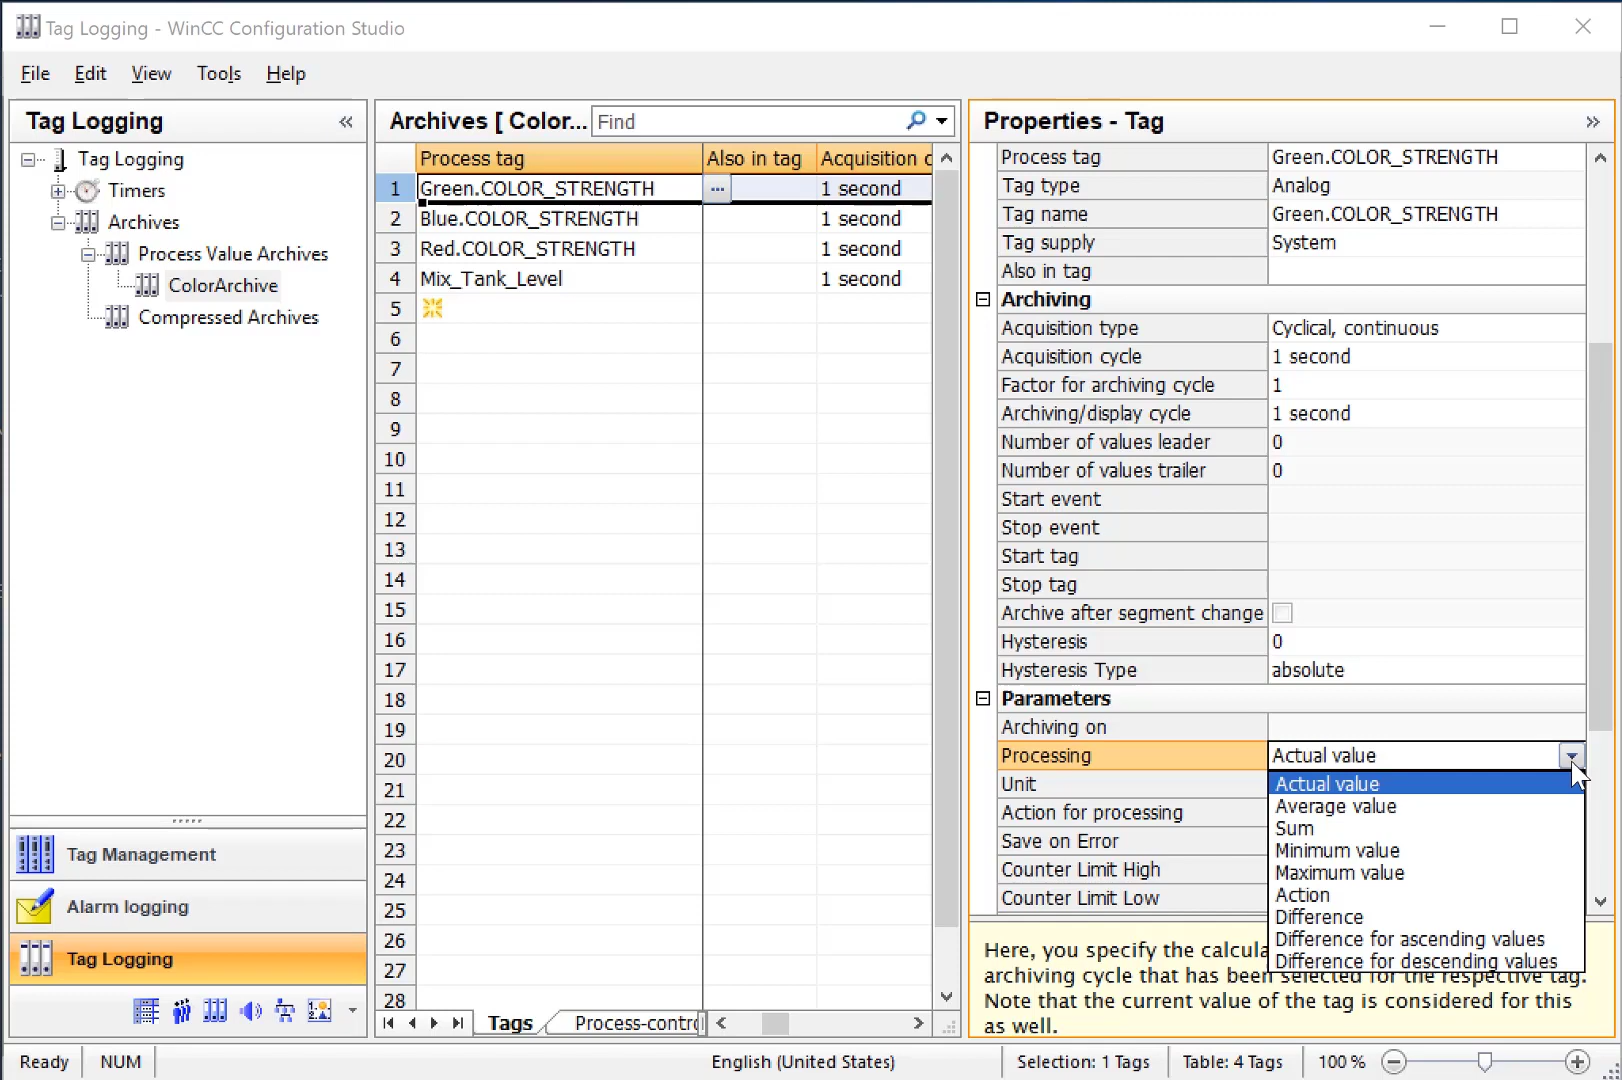 Tag Logging - WinCC Configuration Studio
File Edit View Tools Help
Tag Logging «
Tag Logging
Timers
Archives
Process Value Archives
ColorArchive
Compressed Archives
Tag Management
Alarm logging
Tag Logging
Archives [ Color... Find
Process tag Also in tag Acquisition c
1 Green.COLOR_STRENGTH ... 1 second
2 Blue.COLOR_STRENGTH 1 second
3 Red.COLOR_STRENGTH 1 second
4 Mix_Tank_Level 1 second
5
6
7
8
9
10
11
12
13
14
15
16
17
18
19
20
21
22
23
24
25
26
27
28
Tags Process-contro
Properties - Tag »
Process tag Green.COLOR_STRENGTH
Tag type Analog
Tag name Green.COLOR_STRENGTH
Tag supply System
Also in tag
Archiving
Acquisition type Cyclical, continuous
Acquisition cycle 1 second
Factor for archiving cycle 1
Archiving/display cycle 1 second
Number of values leader 0
Number of values trailer 0
Start event
Stop event
Start tag
Stop tag
Archive after segment change
Hysteresis 0
Hysteresis Type absolute
Parameters
Archiving on
Processing Actual value
Unit
Action for processing
Save on Error
Counter Limit High
Counter Limit Low
Actual value
Average value
Sum
Minimum value
Maximum value
Action
Difference
Difference for ascending values
Difference for descending values
Here, you specify the calcula
archiving cycle that has been selected for the respective tag.
Note that the current value of the tag is considered for this
as well.
Ready NUM English (United States) Selection: 1 Tags Table: 4 Tags 100 %